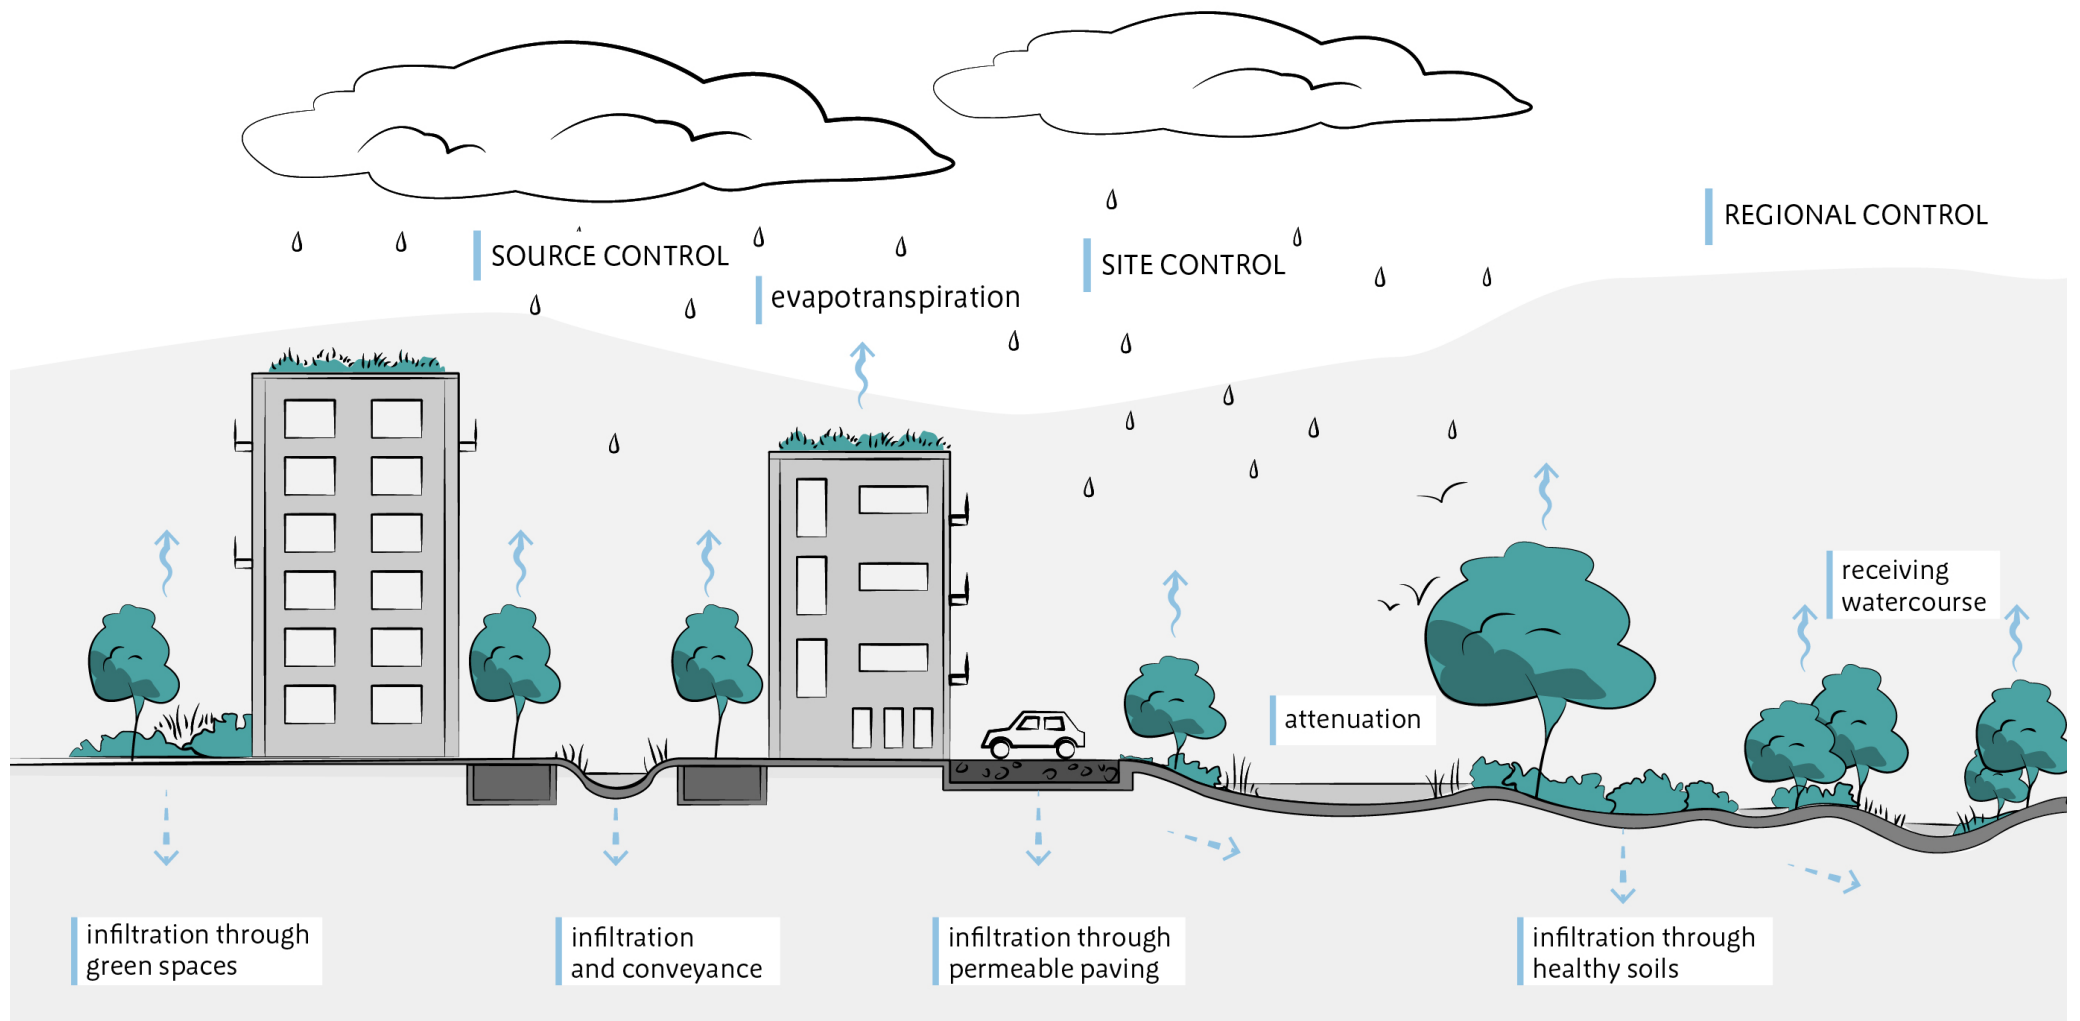 REGIONAL CONTROL
SOURCE CONTROL
SITE CONTROL
evapotranspiration
receiving
watercourse
attenuation
infiltration through
green spaces
infiltration
and conveyance
infiltration through
permeable paving
infiltration through
healthy soils